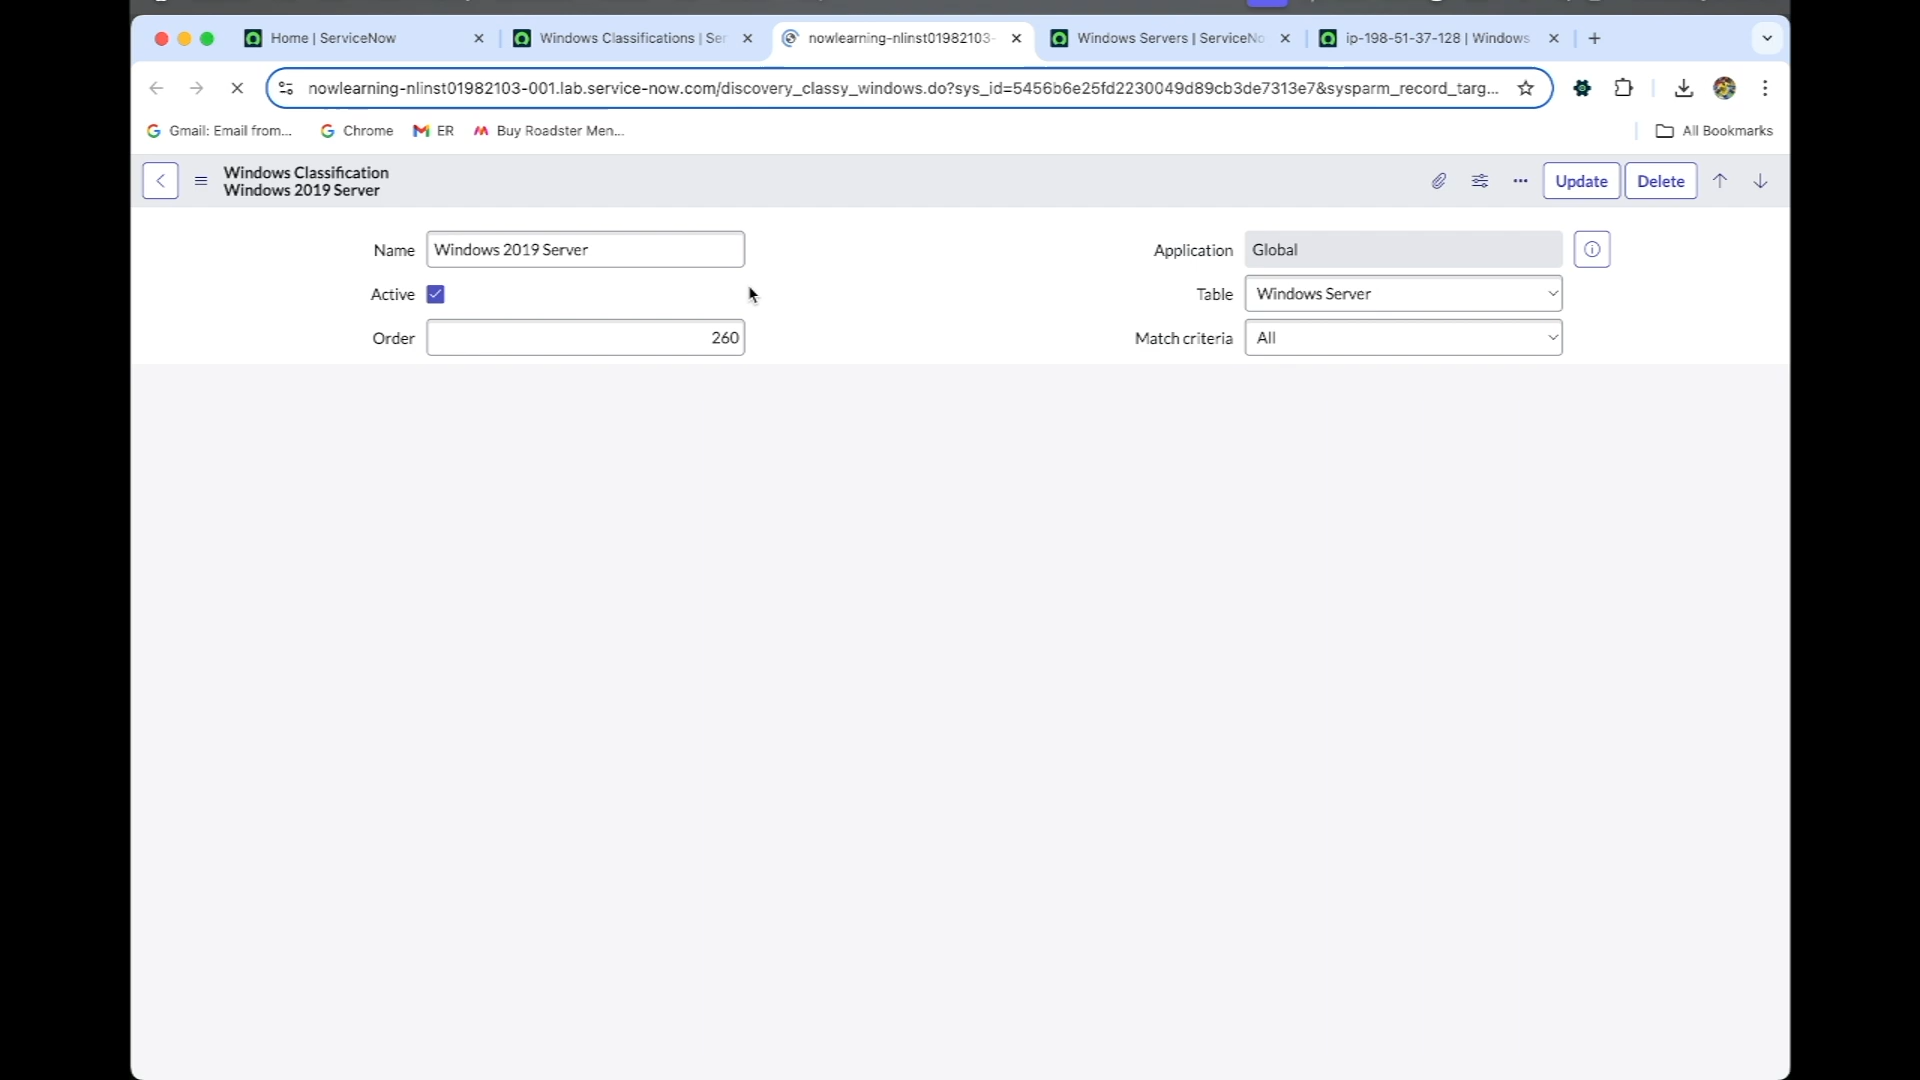 Home | ServiceNow
Windows Classifications | Ser
nowlearning-nlinst01982103-
Windows Servers | ServiceNo
ip-198-51-37-128 | Windows
nowlearning-nlinst01982103-001.lab.service-now.com/discovery_classy_windows.do?sys_id=5456b6e25fd2230049d89cb3de7313e7&sysparm_record_targ...
Gmail: Email from...
Chrome
ER
Buy Roadster Men...
All Bookmarks
Windows Classification
Windows 2019 Server
Update
Delete
Name
Windows 2019 Server
Application
Global
Active
Table
Windows Server
Order
260
Match criteria
All